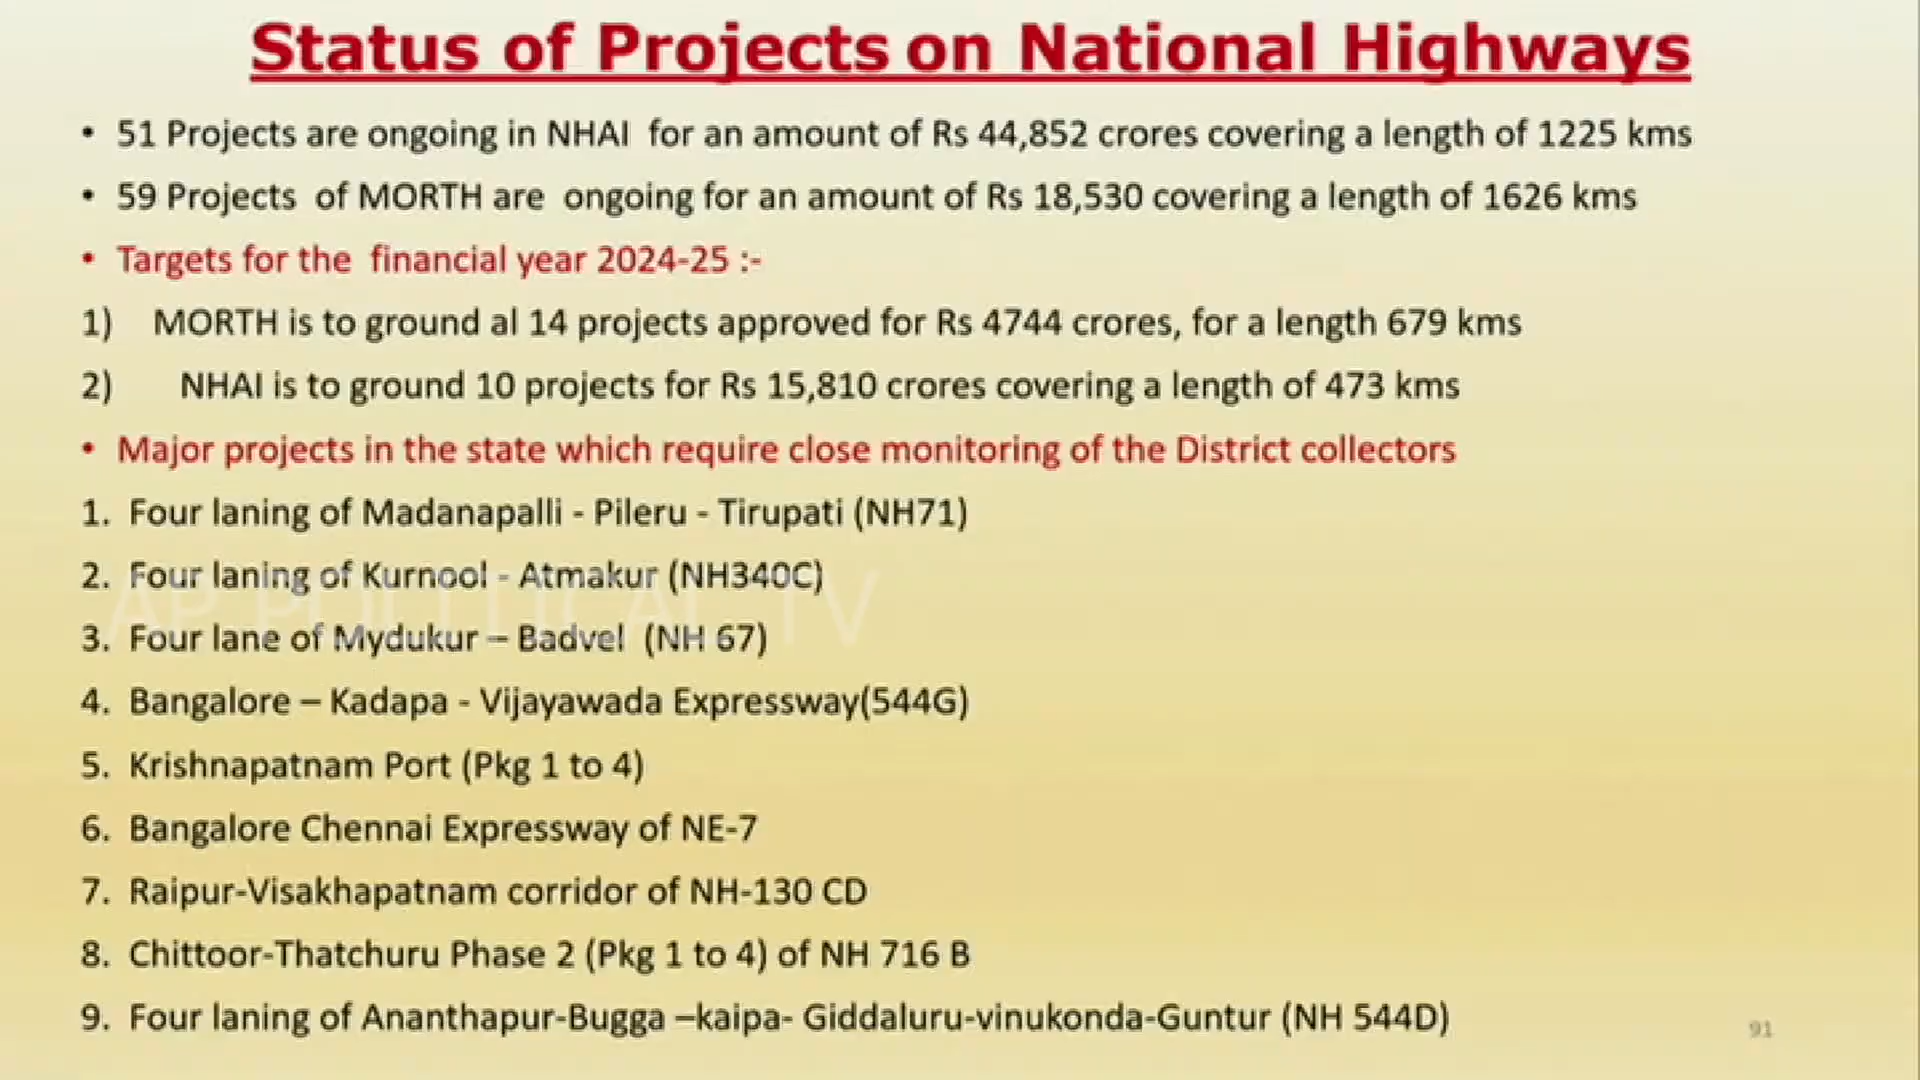 Status of Projects on National Highways
• 51 Projects are ongoing in NHAI for an amount of Rs 44,852 crores covering a length of 1225 kms
• 59 Projects of MORTH are ongoing for an amount of Rs 18,530 covering a length of 1626 kms
• Targets for the financial year 2024-25 :-
1) MORTH is to ground al 14 projects approved for Rs 4744 crores, for a length 679 kms
2) NHAI is to ground 10 projects for Rs 15,810 crores covering a length of 473 kms
• Major projects in the state which require close monitoring of the District collectors
1. Four laning of Madanapalli - Pileru - Tirupati (NH71)
2. Four laning of Kurnool - Atmakur (NH340C)
AP POLITICAL TV
3. Four lane of Mydukur – Badvel (NH 67)
4. Bangalore – Kadapa - Vijayawada Expressway(544G)
5. Krishnapatnam Port (Pkg 1 to 4)
6. Bangalore Chennai Expressway of NE-7
7. Raipur-Visakhapatnam corridor of NH-130 CD
8. Chittoor-Thatchuru Phase 2 (Pkg 1 to 4) of NH 716 B
9. Four laning of Ananthapur-Bugga –kaipa- Giddaluru-vinukonda-Guntur (NH 544D)
91